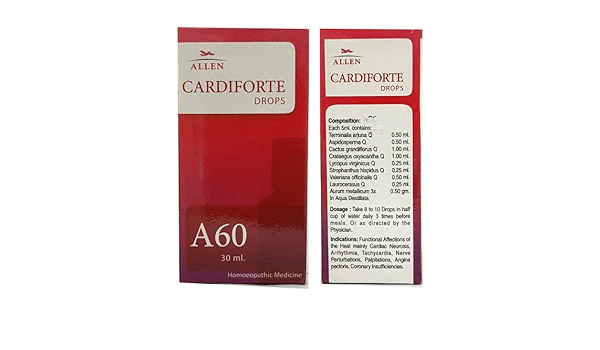 ALLEN
CARDIFORTE
DROPS
A60
30 ml.
Homoeopathic Medicine
ALLEN
CARDIFORTE
DROPS
Composition:
Each 5ml. contains:
Terminalia arjuna Q 0.50 ml.
Aspidosperma Q 0.50 ml.
Cactus grandiflorus Q 1.00 ml.
Crataegus oxyacantha Q 1.00 ml.
Lycopus virginicus Q 0.25 ml.
Strophanthus hispidus Q 0.25 ml.
Valeriana officinalis Q 0.50 ml.
Laurocerasus Q 0.25 ml.
Aurum metallicum 3x 0.50 gm.
In Aqua Destillata.
Dosage : Take 8 to 10 Drops in half
cup of water daily 3 times before
meals. Or as directed by the
Physician.
Indications: Functional Affections of
the Heat mainly Cardiac Neurosis,
Arrhythmia, Tachycardia, Nerve
Perturbations, Palpitations, Angina
pectoris, Coronary Insufficiencies.